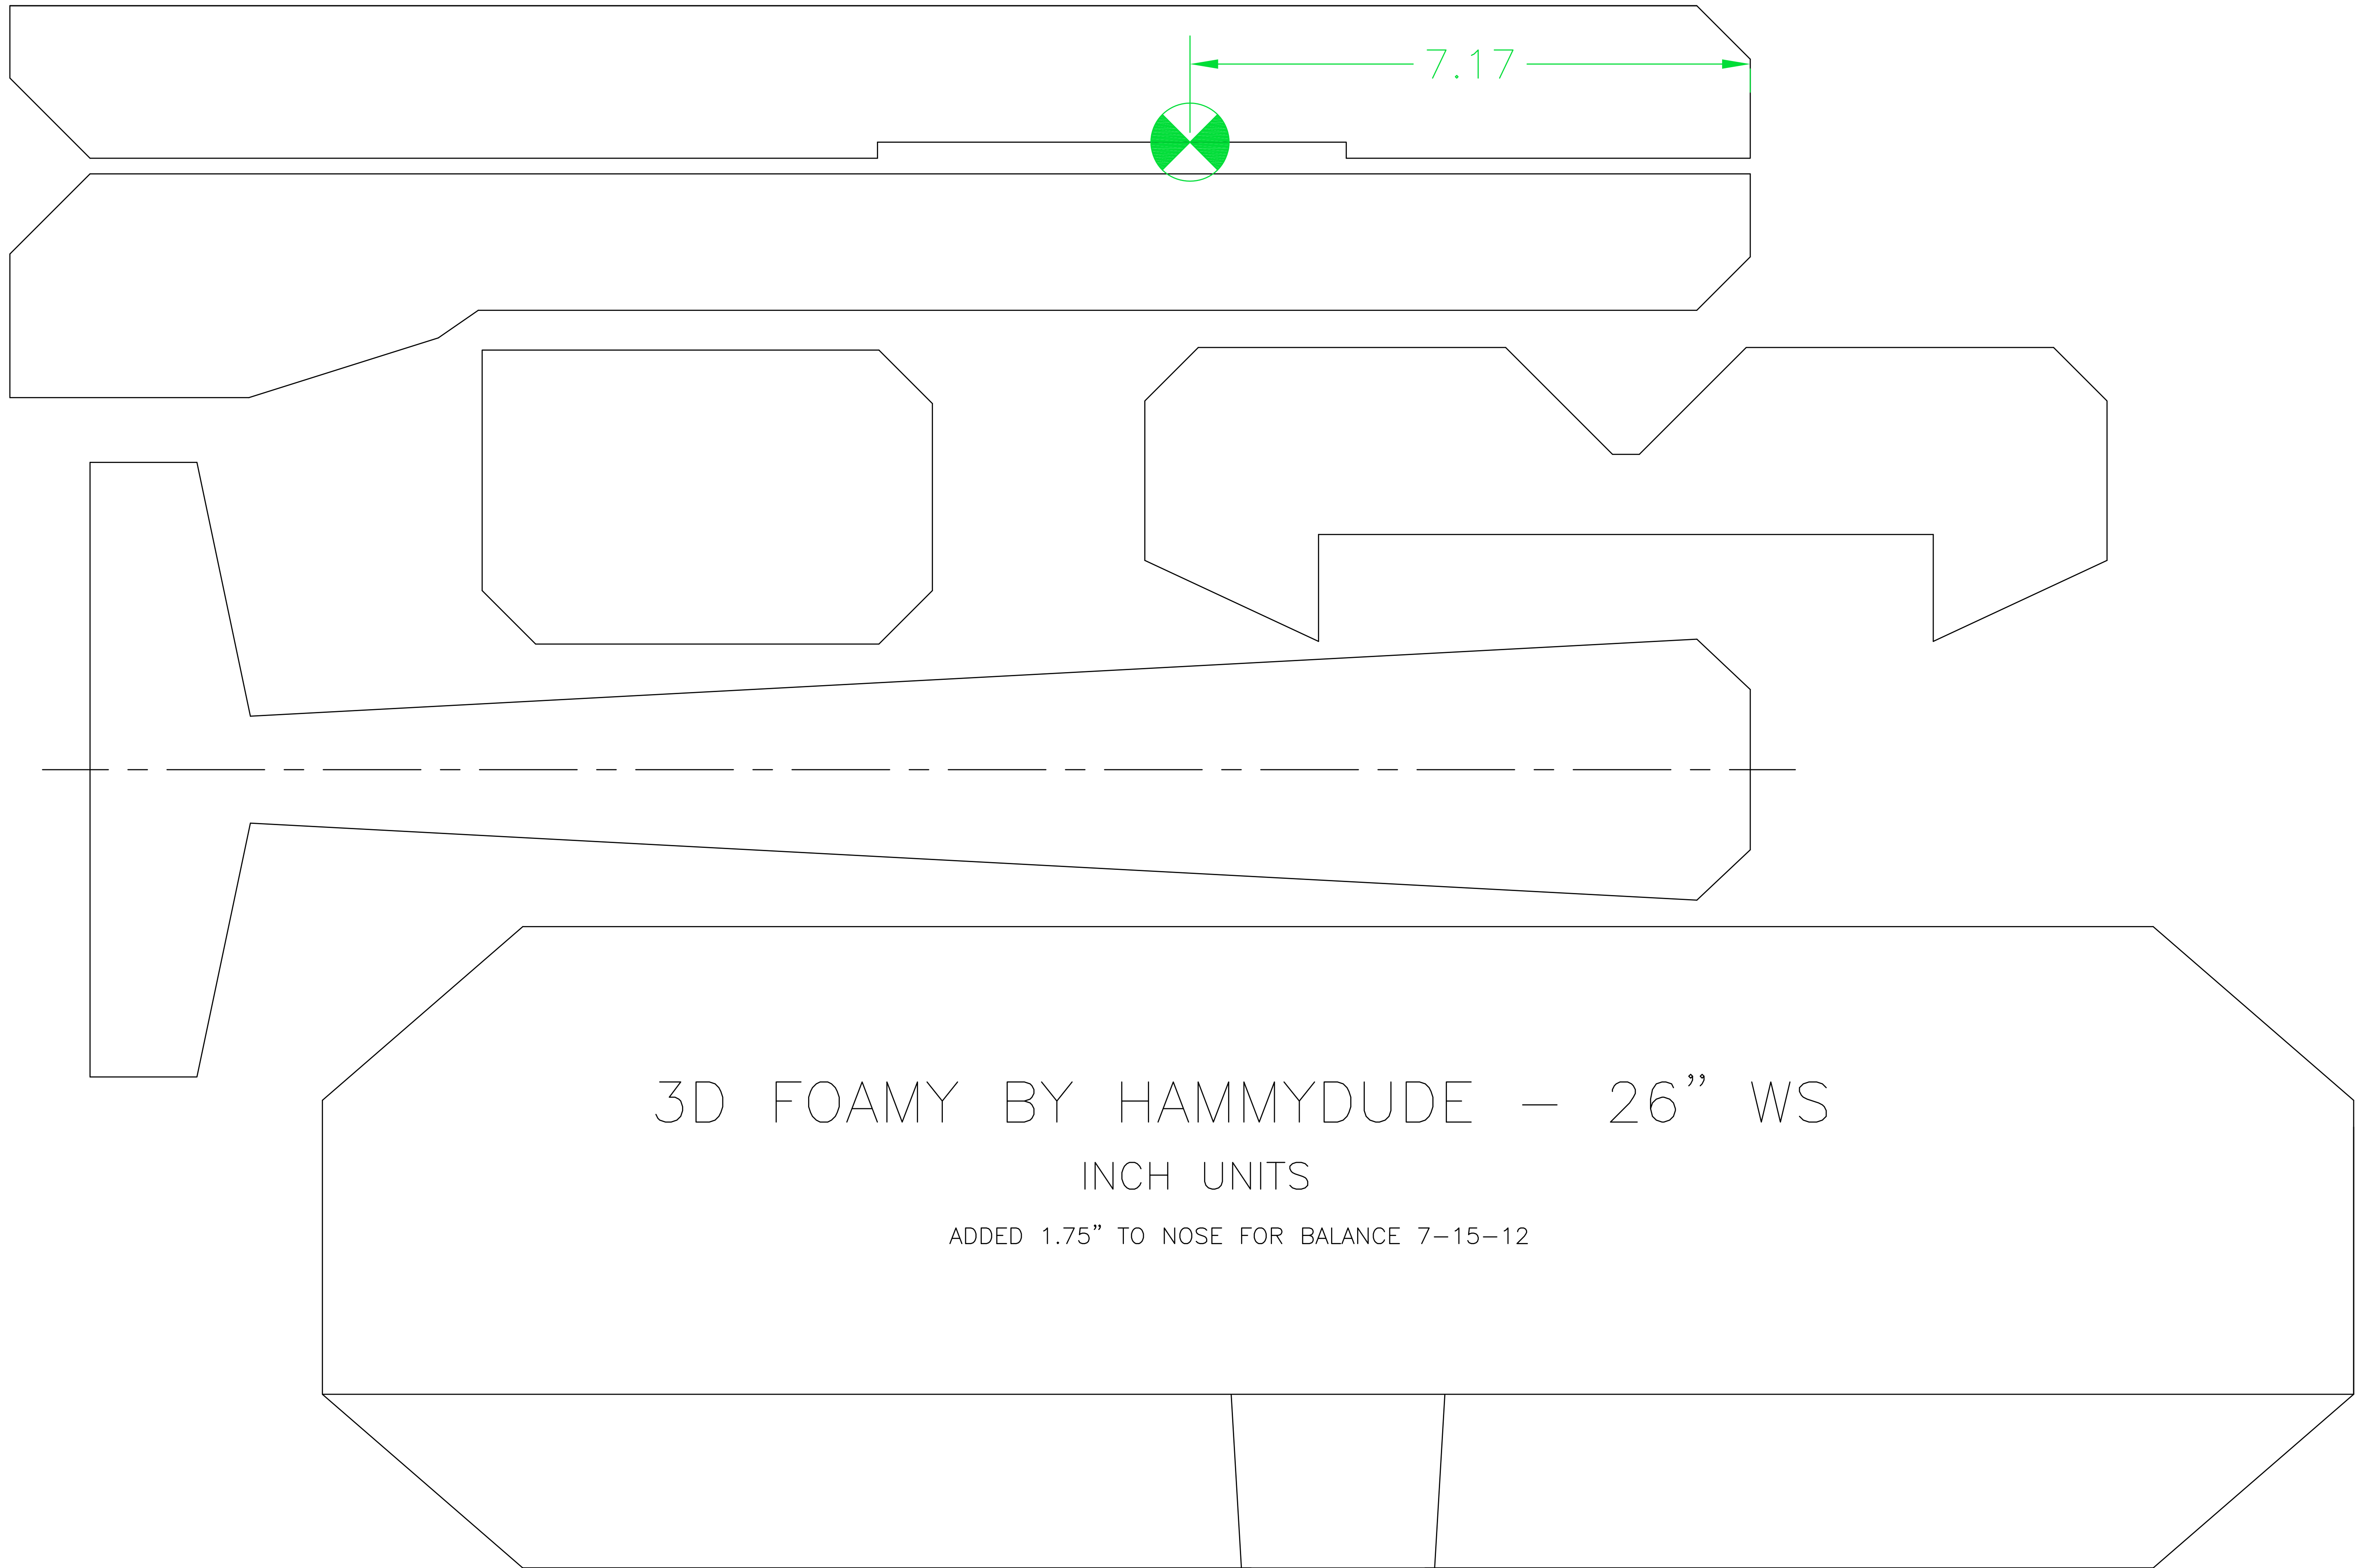 7.17
3D FOAMY BY HAMMYDUDE — 26” WS
INCH UNITS
ADDED 1.75” TO NOSE FOR BALANCE 7–15–12